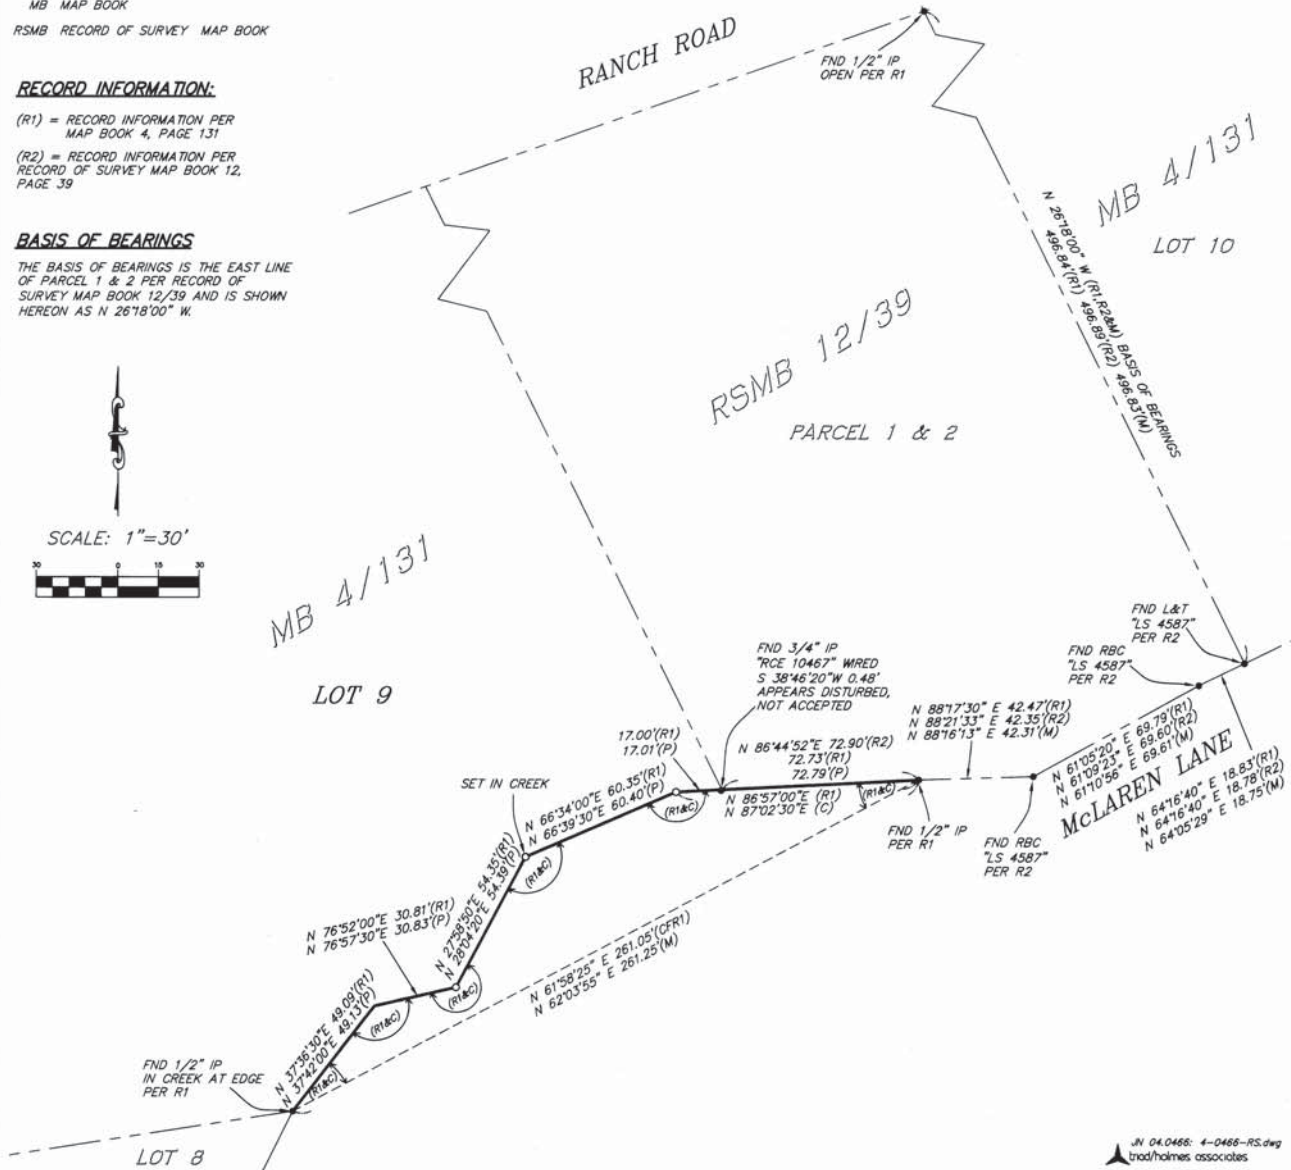 MB MAP BOOK
RSMB RECORD OF SURVEY MAP BOOK
RECORD INFORMATION:
(R1) = RECORD INFORMATION PER
MAP BOOK 4, PAGE 131
(R2) = RECORD INFORMATION PER
RECORD OF SURVEY MAP BOOK 12,
PAGE 39
BASIS OF BEARINGS
THE BASIS OF BEARINGS IS THE EAST LINE
OF PARCEL 1 & 2 PER RECORD OF
SURVEY MAP BOOK 12/39 AND IS SHOWN
HEREON AS N 26°18'00" W.
SCALE: 1"=30'
30 0 15 30
RANCH ROAD
FND 1/2" IP
OPEN PER R1
MB 4/131
LOT 10
N 26°18'00" W (R1,R2&M) BASIS OF BEARINGS
496.84'(R1) 496.89'(R2) 496.83'(M)
RSMB 12/39
PARCEL 1 & 2
MB 4/131
LOT 9
FND L&T
"LS 4587"
PER R2
FND RBC
"LS 4587"
PER R2
FND 3/4" IP
"RCE 10467" WIRED
S 38°46'20"W 0.48'
APPEARS DISTURBED,
NOT ACCEPTED
N 88°17'30" E 42.47'(R1)
N 88°21'33" E 42.35'(R2)
N 88°16'13" E 42.31'(M)
17.00'(R1)
17.01'(P)
N 86°44'52"E 72.90'(R2)
72.73'(R1)
72.79'(P)
N 86°57'00"E (R1)
N 87°02'30"E (C)
(R1&C)
(R1&C)
N 61°05'20" E 69.79'(R1)
N 61°09'23" E 69.60'(R2)
N 61°10'56" E 69.61'(M)
McLAREN LANE
N 64°16'40" E 18.83'(R1)
N 64°16'40" E 18.78'(R2)
N 64°05'29" E 18.75'(M)
FND 1/2" IP
PER R1
FND RBC
"LS 4587"
PER R2
SET IN CREEK
N 66°34'00"E 60.35'(R1)
N 66°39'30"E 60.40'(P)
(R1&C)
N 27°58'50"E 54.35'(R1)
N 28°04'20"E 54.39'(P)
N 76°52'00"E 30.81'(R1)
N 76°57'30"E 30.83'(P)
(R1&C)
(R1&C)
N 61°58'25" E 261.05'(CFR1)
N 62°03'55" E 261.25'(M)
N 37°36'30"E 49.09'(R1)
N 37°42'00"E 49.13'(P)
(R1&C)
FND 1/2" IP
IN CREEK AT EDGE
PER R1
LOT 8
JN 04.0466: 4-0466-RS.dwg
triad/holmes associates